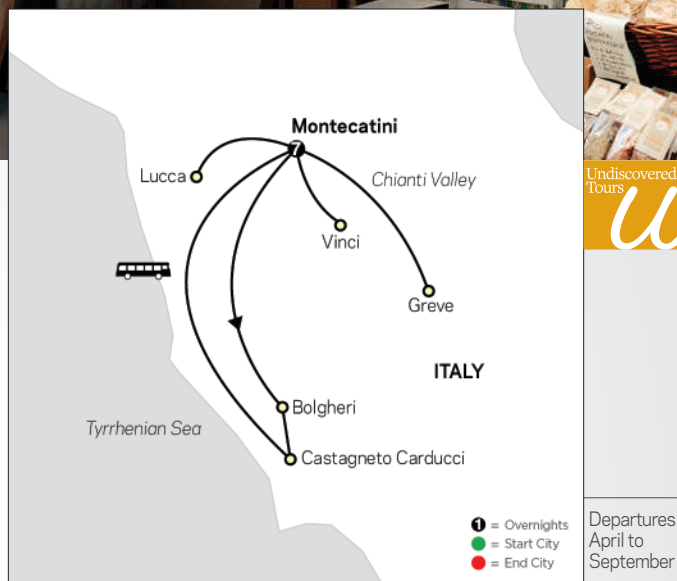 Montecatini
7
Lucca
Chianti Valley
Vinci
Greve
ITALY
Bolgheri
Tyrrhenian Sea
Castagneto Carducci
1 = Overnights
= Start City
= End City
Undiscovered
Tours
u
Departures
April to
September